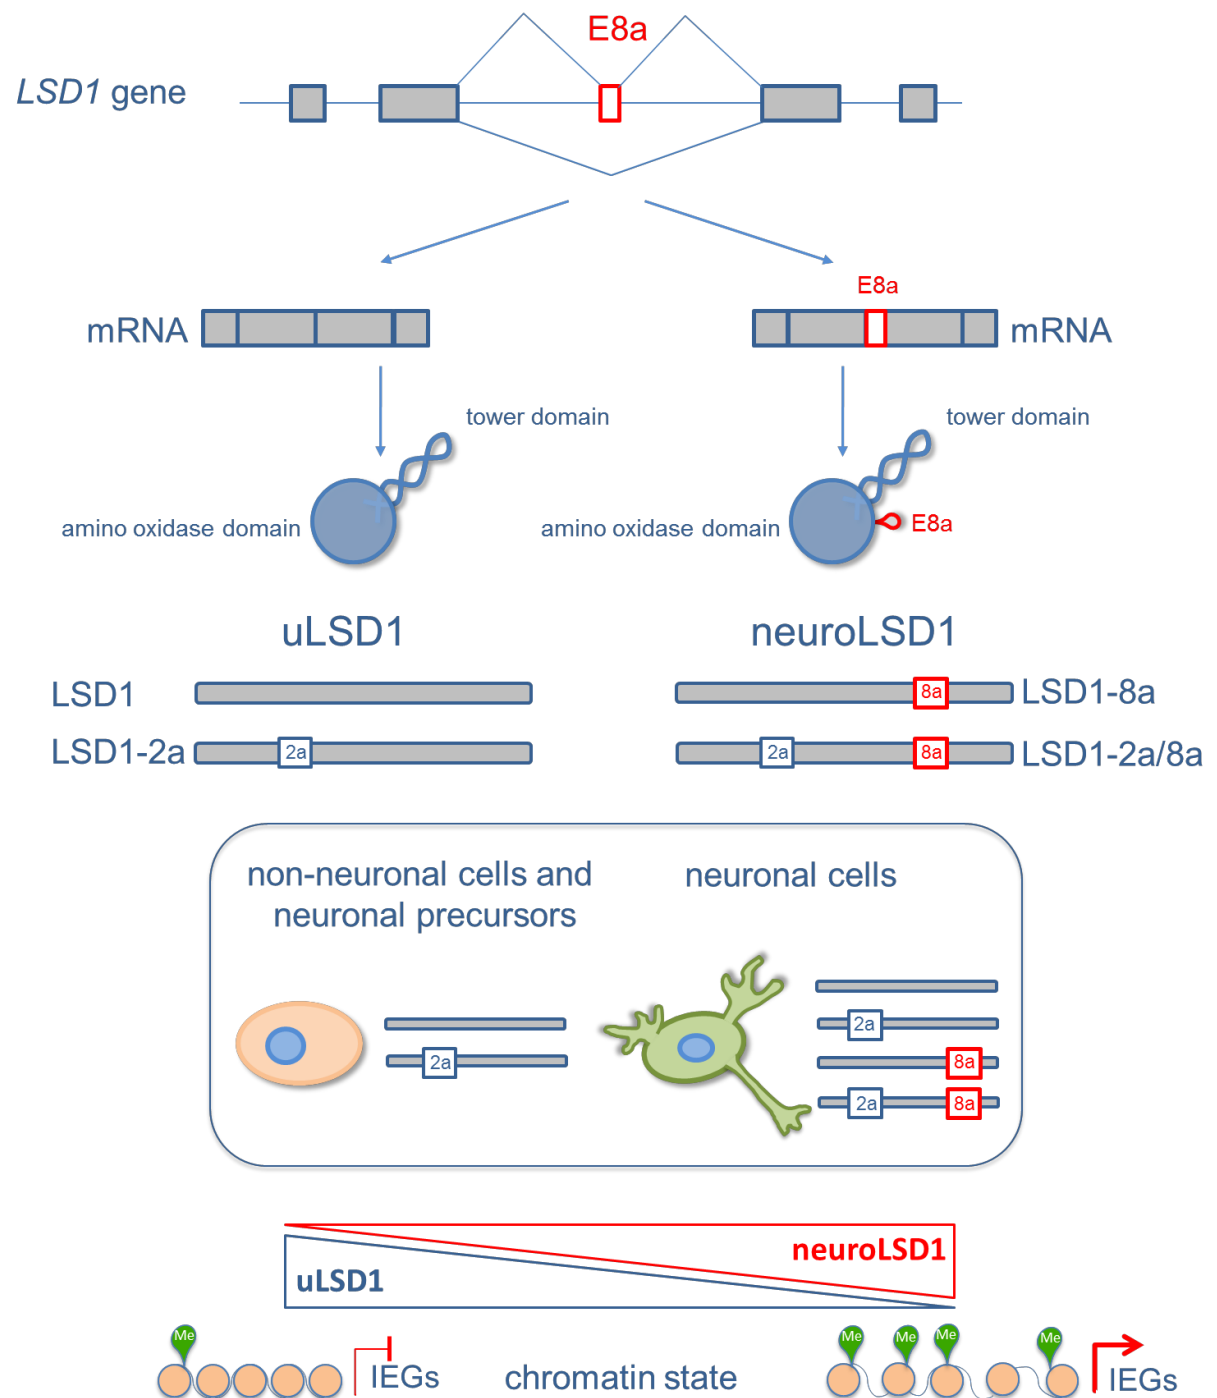 E8a
LSD1 gene
E8a
mRNA
mRNA
tower domain
tower domain
amino oxidase domain
amino oxidase domain
E8a
uLSD1
neuroLSD1
LSD1
8a
LSD1-8a
LSD1-2a
2a
2a
8a
LSD1-2a/8a
non-neuronal cells and
neuronal precursors
neuronal cells
2a
2a
8a
2a
8a
neuroLSD1
uLSD1
Me
Me
Me
Me
Me
IEGs
chromatin state
IEGs